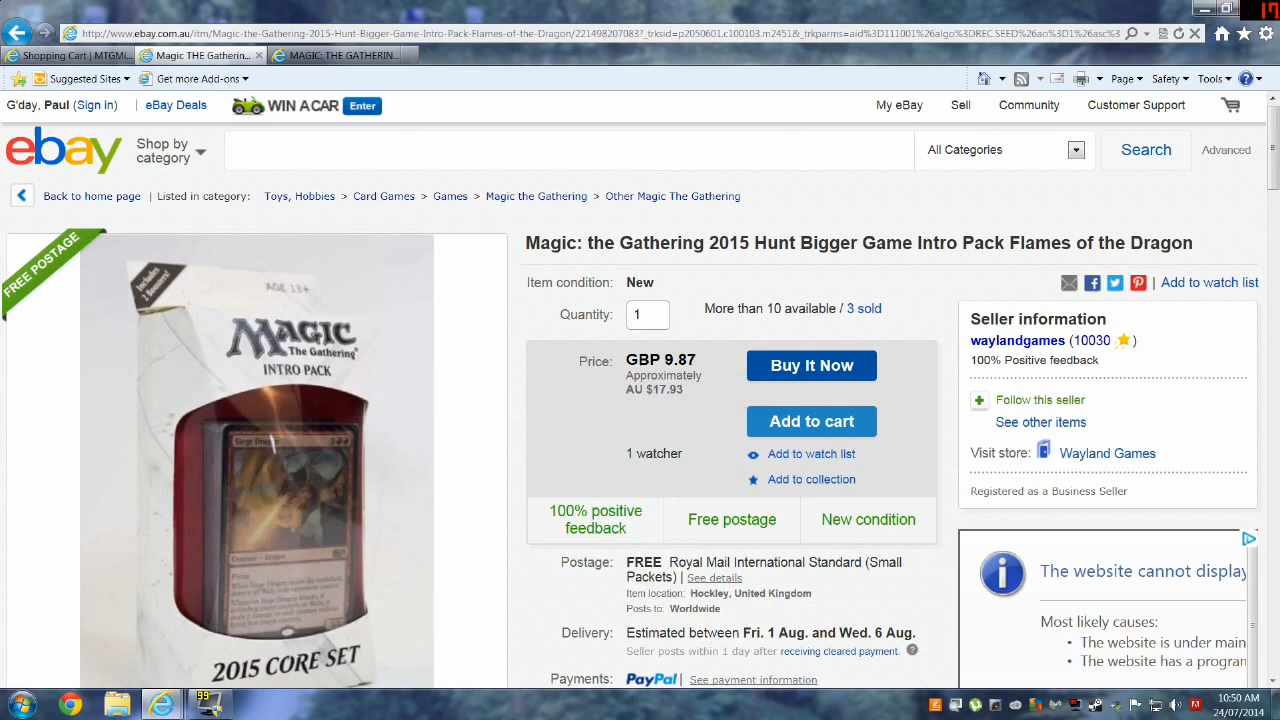 17
http://www.ebay.com.au/itm/Magic-the-Gathering-2015-Hunt-Bigger-Game-Intro-Pack-Flames-of-the-Dragon/221498207083?_trksid=p2050601.c100103.m2451&_trkparms=aid%3D111001%26algo%3DREC.SEED%26ao%3D1%26asc%3
Shopping Cart | MTGMi...
Magic THE Gatherin...
MAGIC: THE GATHERIN...
Suggested Sites
Get more Add-ons
Page
Safety
Tools
G'day, Paul (Sign in) | eBay Deals WIN A CAR Enter
My eBay Sell Community Customer Support
ebay
Shop by category
All Categories
Search
Advanced
Back to home page | Listed in category: Toys, Hobbies > Card Games > Games > Magic the Gathering > Other Magic The Gathering
FREE POSTAGE
Includes 2 Boosters!
AGE 13+
MAGIC
The Gathering
INTRO PACK
Siege Dragon
Creature — Dragon
Flying
2015 CORE SET
Magic: the Gathering 2015 Hunt Bigger Game Intro Pack Flames of the Dragon
Item condition: New
| Add to watch list
Quantity: 1 More than 10 available / 3 sold
Price: GBP 9.87
Approximately
AU $17.93
Buy It Now
Add to cart
1 watcher
Add to watch list
Add to collection
100% positive feedback
Free postage
New condition
Postage: FREE Royal Mail International Standard (Small
Packets) | See details
Item location: Hockley, United Kingdom
Posts to: Worldwide
Delivery: Estimated between Fri. 1 Aug. and Wed. 6 Aug.
Seller posts within 1 day after receiving cleared payment. ?
Payments: PayPal | See payment information
Seller information
waylandgames (10030 )
100% Positive feedback
Follow this seller
See other items
Visit store: Wayland Games
Registered as a Business Seller
The website cannot display
Most likely causes:
• The website is under main
• The website has a program
99
10:50 AM
24/07/2014